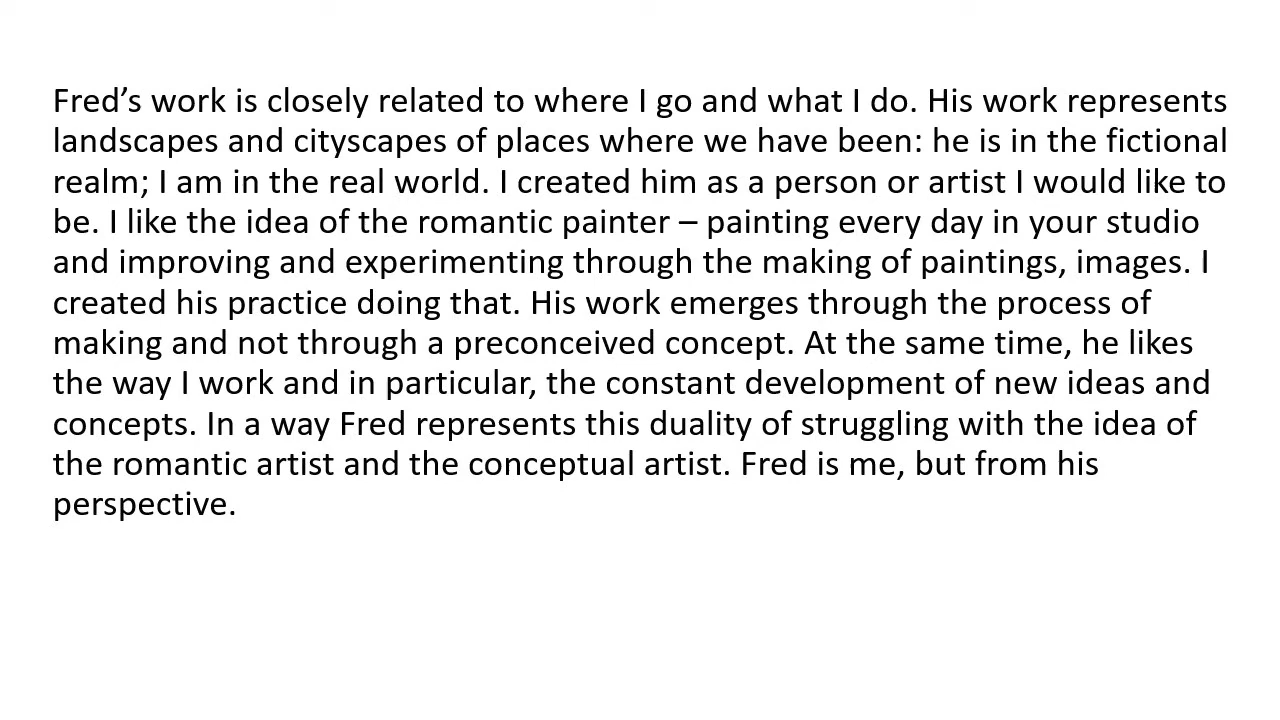 Fred’s work is closely related to where I go and what I do. His work represents
landscapes and cityscapes of places where we have been: he is in the fictional
realm; I am in the real world. I created him as a person or artist I would like to
be. I like the idea of the romantic painter – painting every day in your studio
and improving and experimenting through the making of paintings, images. I
created his practice doing that. His work emerges through the process of
making and not through a preconceived concept. At the same time, he likes
the way I work and in particular, the constant development of new ideas and
concepts. In a way Fred represents this duality of struggling with the idea of
the romantic artist and the conceptual artist. Fred is me, but from his
perspective.